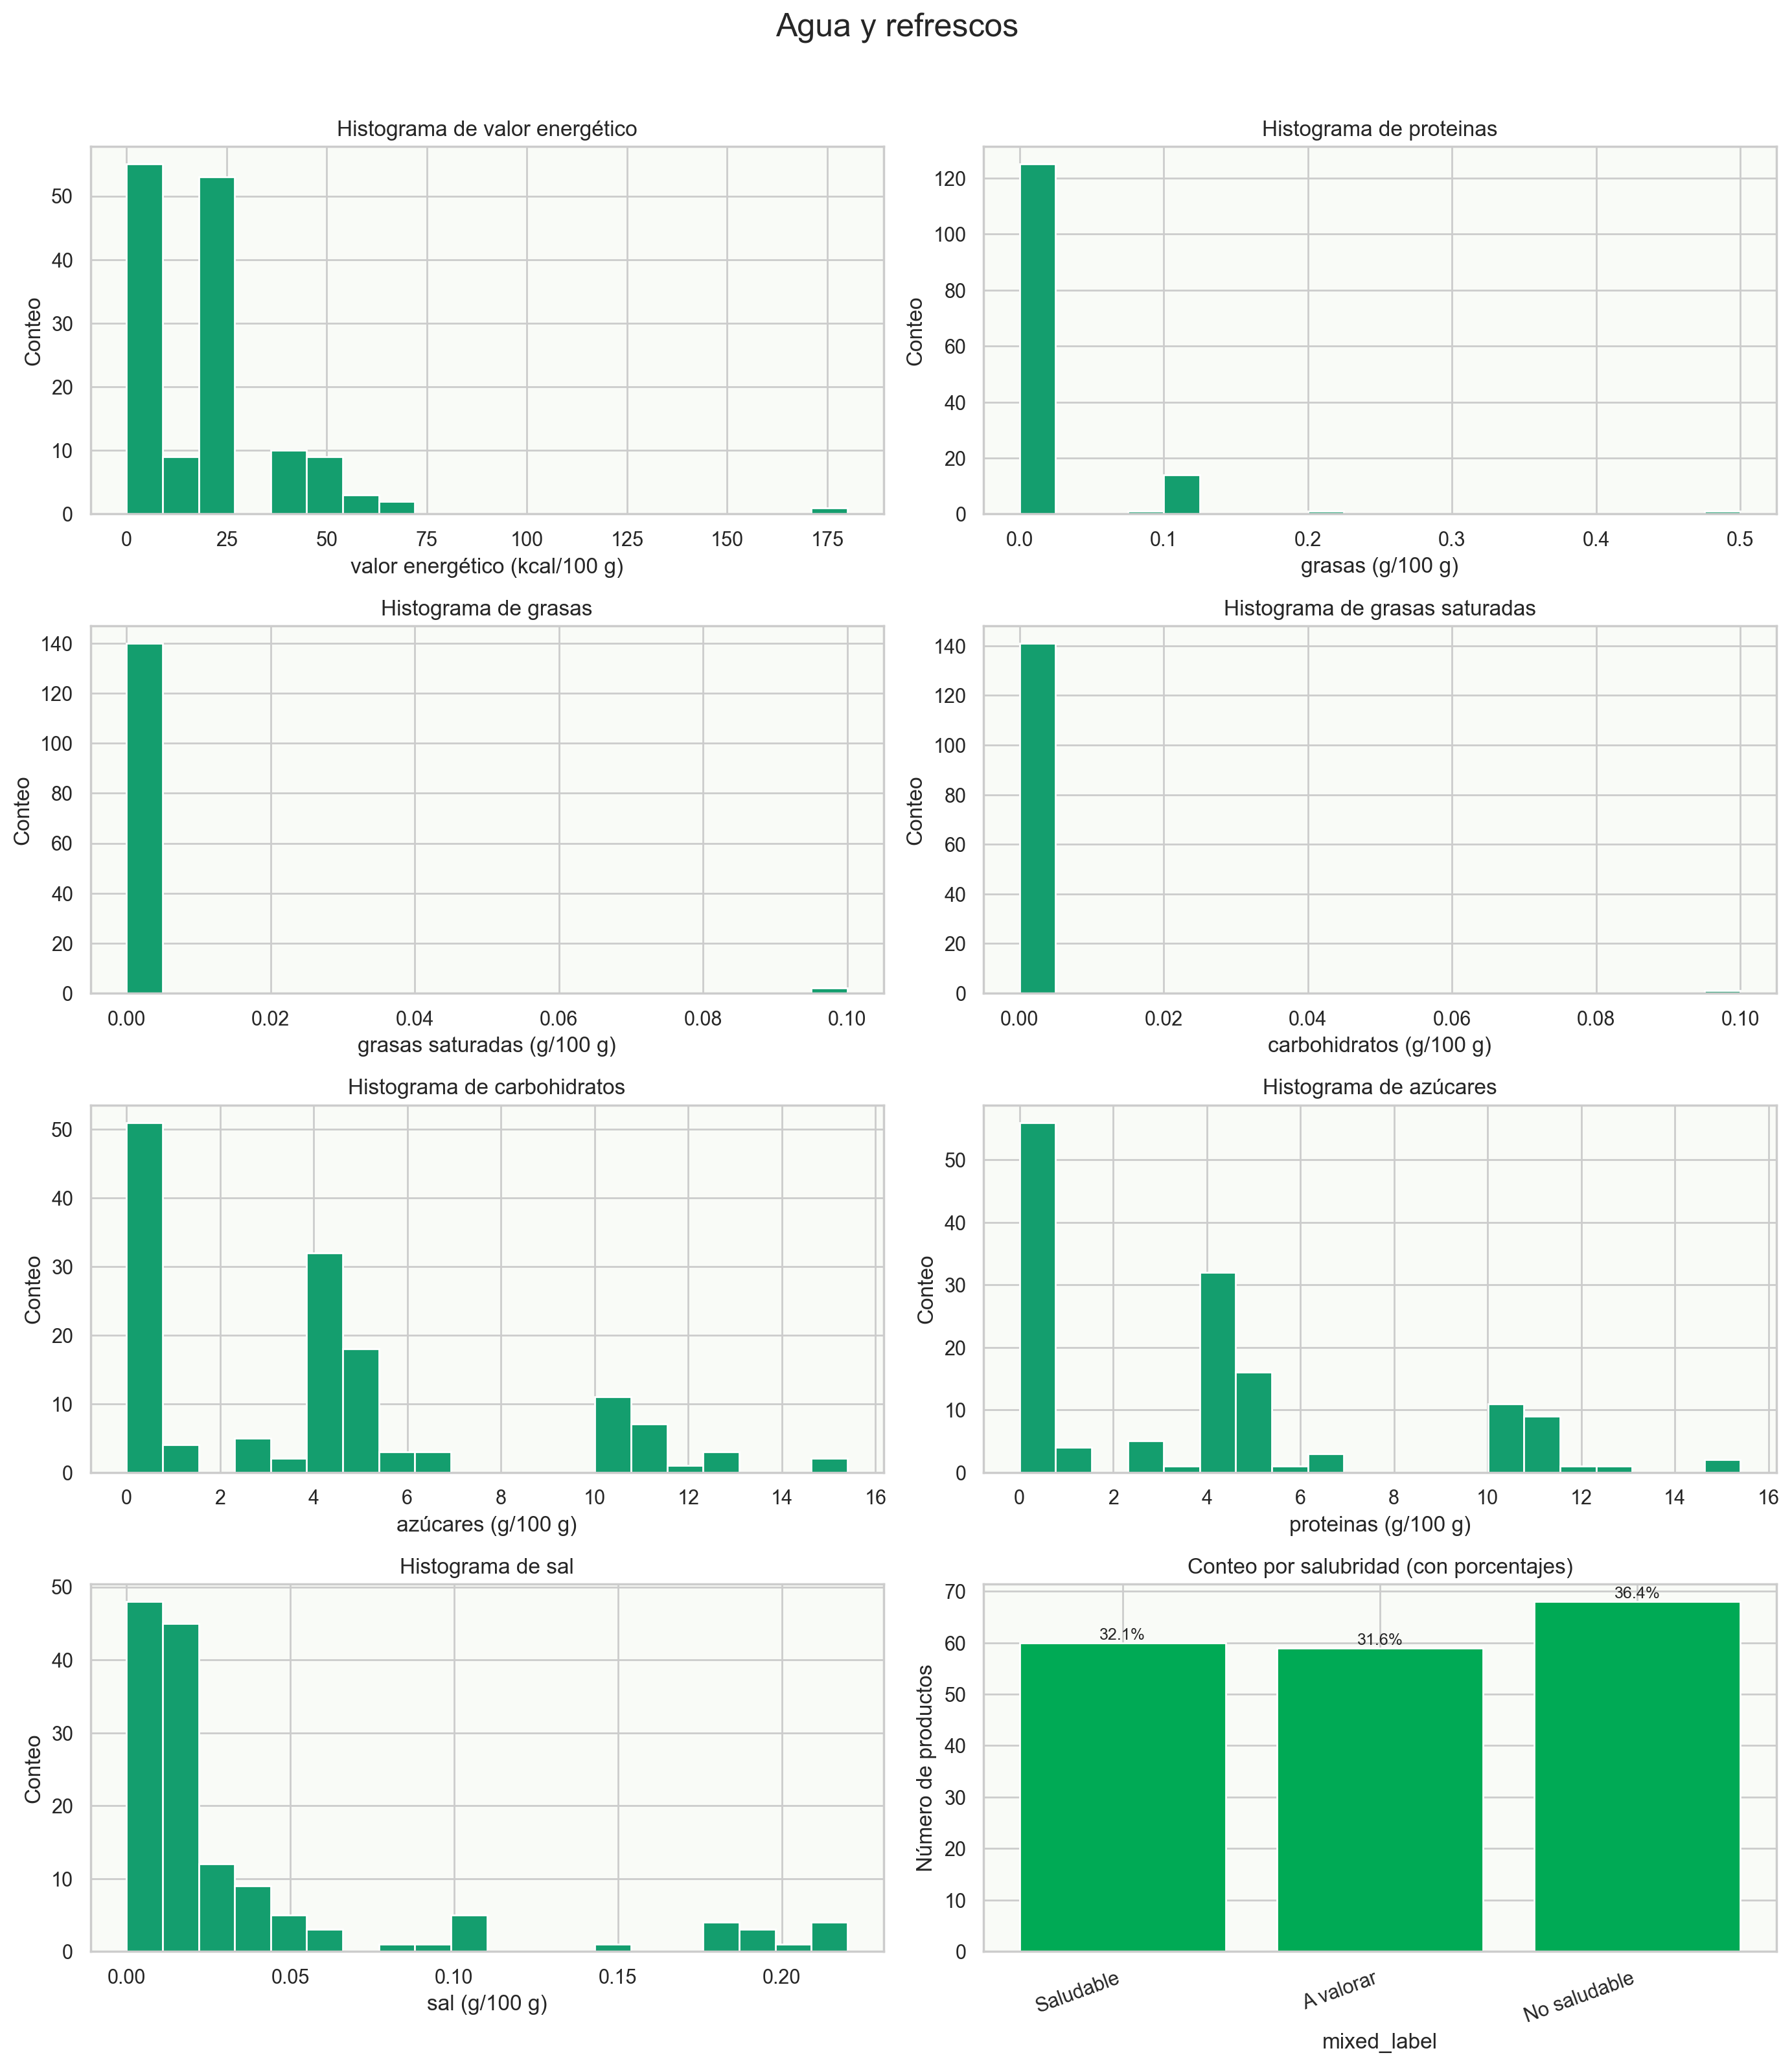 Agua y refrescos
Histograma de valor energético
50
40
30
20
10
0
Conteo
0 25 50 75 100 125 150 175
valor energético (kcal/100 g)
Histograma de proteinas
120
100
80
60
40
20
0
Conteo
0.0 0.1 0.2 0.3 0.4 0.5
grasas (g/100 g)
Histograma de grasas
140
120
100
80
60
40
20
0
Conteo
0.00 0.02 0.04 0.06 0.08 0.10
grasas saturadas (g/100 g)
Histograma de grasas saturadas
140
120
100
80
60
40
20
0
Conteo
0.00 0.02 0.04 0.06 0.08 0.10
carbohidratos (g/100 g)
Histograma de carbohidratos
50
40
30
20
10
0
Conteo
0 2 4 6 8 10 12 14 16
azúcares (g/100 g)
Histograma de azúcares
50
40
30
20
10
0
Conteo
0 2 4 6 8 10 12 14 16
proteinas (g/100 g)
Histograma de sal
50
40
30
20
10
0
Conteo
0.00 0.05 0.10 0.15 0.20
sal (g/100 g)
Conteo por salubridad (con porcentajes)
70
60
50
40
30
20
10
0
Número de productos
32.1% 31.6% 36.4%
Saludable A valorar No saludable
mixed_label